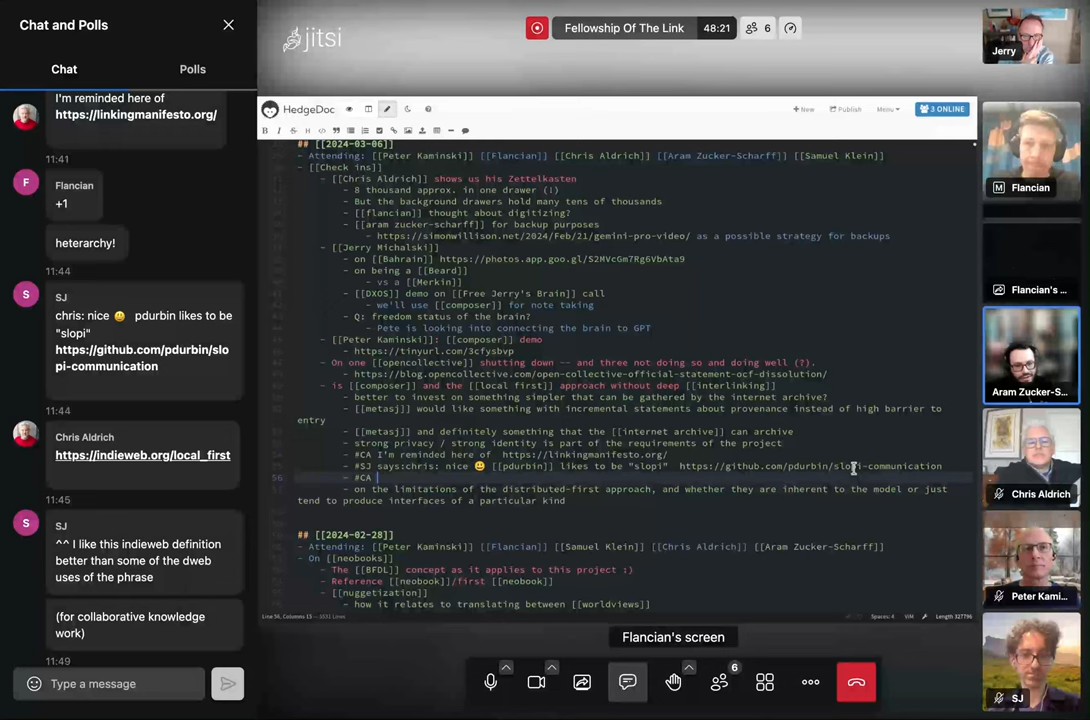 Chat and Polls
Chat
Polls
I'm reminded here of
https://linkingmanifesto.org/
11:41
F
Flancian
+1
heterarchy!
11:44
S
SJ
chris: nice 😃 pdurbin likes to be
"slopi"
https://github.com/pdurbin/slo
pi-communication
11:44
Chris Aldrich
https://indieweb.org/local_first
11:45
S
SJ
^^ I like this indieweb definition
better than some of the dweb
uses of the phrase
(for collaborative knowledge
work)
11:49
Type a message
jitsi
Fellowship Of The Link
48:21
6
HedgeDoc
+ New
Publish
Menu
3 ONLINE
## [[2024-03-06]]
- Attending: [[Peter Kaminski]] [[Flancian]] [[Chris Aldrich]] [[Aram Zucker-Scharff]] [[Samuel Klein]]
- [[Check ins]]
- [[Chris Aldrich]] shows us his Zettelkasten
- 8 thousand approx. in one drawer (!)
- But the background drawers hold many tens of thousands
- [[flancian]] thought about digitizing?
- [[aram zucker-scharff]] for backup purposes
- https://simonwillison.net/2024/Feb/21/gemini-pro-video/ as a possible strategy for backups
- [[Jerry Michalski]]
- on [[Bahrain]] https://photos.app.goo.gl/S2MVcGm7Rg6VbAta9
- on being a [[Beard]]
- vs a [[Merkin]]
- [[DXOS]] demo on [[Free Jerry's Brain]] call
- we'll use [[composer]] for note taking
- Q: freedom status of the brain?
- Pete is looking into connecting the brain to GPT
- [[Peter Kaminski]]: [[composer]] demo
- https://tinyurl.com/3cfysbvp
- On one [[opencollective]] shutting down -- and three not doing so and doing well (?).
- https://blog.opencollective.com/open-collective-official-statement-ocf-dissolution/
- is [[composer]] and the [[local first]] approach without deep [[interlinking]]
- better to invest on something simpler that can be gathered by the internet archive?
- [[metasj]] would like something with incremental statements about provenance instead of high barrier to
entry
- [[metasj]] and definitely something that the [[internet archive]] can archive
- strong privacy / strong identity is part of the requirements of the project
- #CA I'm reminded here of https://linkingmanifesto.org/
- #SJ says:chris: nice 😃 [[pdurbin]] likes to be "slopi" https://github.com/pdurbin/slopi-communication
56 - #CA
- on the limitations of the distributed-first approach, and whether they are inherent to the model or just
tend to produce interfaces of a particular kind
## [[2024-02-28]]
- Attending: [[Peter Kaminski]] [[Flancian]] [[Samuel Klein]] [[Chris Aldrich]] [[Aram Zucker-Scharff]]
- On [[neobooks]]
- The [[BFDL]] concept as it applies to this project :)
- Reference [[neobook]]/first [[neobook]]
- [[nuggetization]]
- how it relates to translating between [[worldviews]]
Spaces: 4
VIM
Length 327796
Flancian's screen
6
Jerry
M
Flancian
Flancian's ...
Aram Zucker-S...
Chris Aldrich
Peter Kami...
SJ